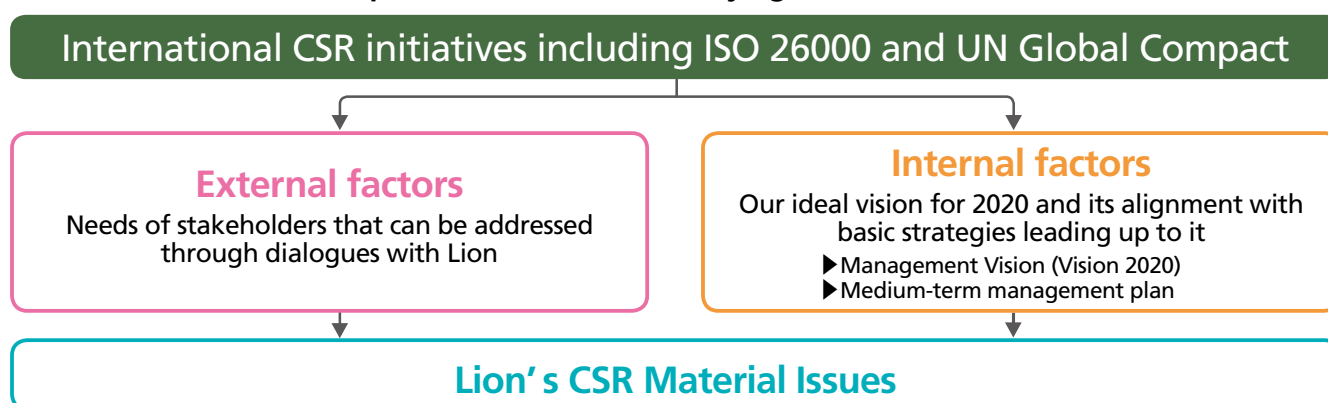 International CSR initiatives including ISO 26000 and UN Global Compact
External factors
Needs of stakeholders that can be addressed
through dialogues with Lion
Internal factors
Our ideal vision for 2020 and its alignment with
basic strategies leading up to it
▶Management Vision (Vision 2020)
▶Medium-term management plan
Lion’s CSR Material Issues